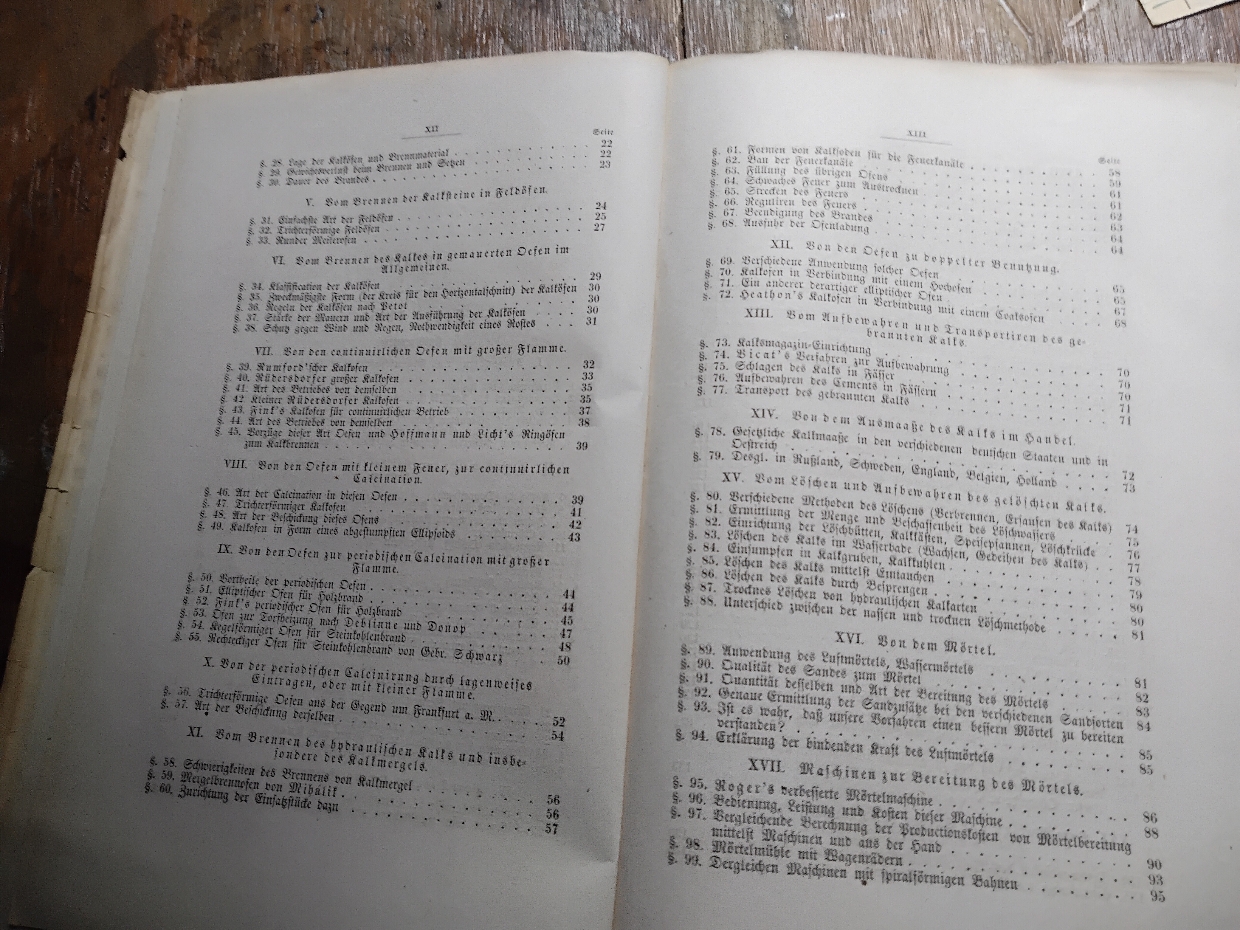 XII
Seite
§. 28. Lage der Kalköfen und Brennmaterial . . . 22
§. 29. Gewichtsverlust beim Brennen und Setzen . . . 22
§. 30. Dauer des Brandes . . . 23
V. Vom Brennen der Kalksteine in Feldöfen.
§. 31. Einfachste Art der Feldöfen . . . 24
§. 32. Trichterförmige Feldöfen . . . 25
§. 33. Runder Meilerofen . . . 27
VI. Vom Brennen des Kalkes in gemauerten Oefen im
Allgemeinen.
§. 34. Klassification der Kalköfen . . . 29
§. 35. Zweckmäßigste Form (der Kreis für den Horizontalschnitt) der Kalköfen 30
§. 36. Regeln der Kalköfen nach Petot . . . 30
§. 37. Stärke der Mauern und Art der Ausführung der Kalköfen . . . 30
§. 38. Schutz gegen Wind und Regen, Nothwendigkeit eines Rostes . . . 31
VII. Von den continuirlichen Oefen mit großer Flamme.
§. 39. Rumford'scher Kalkofen . . . 32
§. 40. Rüdersdorfer großer Kalkofen . . . 33
§. 41. Art des Betriebes von demselben . . . 35
§. 42. Kleiner Rüdersdorfer Kalkofen . . . 35
§. 43. Fink's Kalkofen für continuirlichen Betrieb . . . 37
§. 44. Art des Betriebes von demselben . . . 38
§. 45. Vorzüge dieser Art Oefen und Hoffmann und Licht's Ringöfen
zum Kalkbrennen . . . 39
VIII. Von den Oefen mit kleinem Feuer, zur continuirlichen
Calcination.
§. 46. Art der Calcination in diesen Oefen . . . 39
§. 47. Trichterförmiger Kalkofen . . . 41
§. 48. Art der Beschickung dieses Ofens . . . 42
§. 49. Kalkofen in Form eines abgestumpften Ellipsoids . . . 43
IX. Von den Oefen zur periodischen Calcination mit großer
Flamme.
§. 50. Vortheile der periodischen Oefen . . . 44
§. 51. Elliptischer Ofen für Holzbrand . . . 44
§. 52. Fink's periodischer Ofen für Holzbrand . . . 45
§. 53. Ofen zur Torfheizung nach Deblinne und Donop . . . 47
§. 54. Kegelförmiger Ofen für Steinkohlenbrand . . . 48
§. 55. Rechteckiger Ofen für Steinkohlenbrand von Gebr. Schwarz . 50
X. Von der periodischen Calcinirung durch lagenweises
Eintragen, oder mit kleiner Flamme.
§. 56. Trichterförmige Oefen aus der Gegend um Frankfurt a. M. . . . 52
§. 57. Art der Beschickung derselben . . . 54
XI. Vom Brennen des hydraulischen Kalks und insbe-
sondere des Kalkmergels.
§. 58. Schwierigkeiten des Brennens von Kalkmergel . . . 56
§. 59. Mergelbrennofen von Mihalik . . . 56
§. 60. Zurichtung der Einsatzstücke dazu . . . 57
XIII
Seite
§. 61. Formen von Kalksoden für die Feuerkanäle . . . 58
§. 62. Bau der Feuerkanäle . . . 59
§. 63. Füllung des übrigen Ofens . . . 61
§. 64. Schwaches Feuer zum Austrocknen . . . 61
§. 65. Strecken des Feuers . . . 62
§. 66. Reguliren des Feuers . . . 63
§. 67. Beendigung des Brandes . . . 64
§. 68. Ausfuhr der Ofenladung . . . 64
XII. Von den Oefen zu doppelter Benutzung.
§. 69. Verschiedene Anwendung solcher Oefen . . . 65
§. 70. Kalkofen in Verbindung mit einem Hochofen . . . 65
§. 71. Ein anderer derartiger elliptischer Ofen . . . 67
§. 72. Heathon's Kalkofen in Verbindung mit einem Coaksofen . . . 68
XIII. Vom Aufbewahren und Transportiren des ge-
brannten Kalks.
§. 73. Kalksmagazin-Einrichtung . . . 70
§. 74. Vicat's Verfahren zur Aufbewahrung . . . 70
§. 75. Schlagen des Kalks in Fässer . . . 70
§. 76. Aufbewahren des Cements in Fässern . . . 71
§. 77. Transport des gebrannten Kalks . . . 71
XIV. Von dem Ausmaaße des Kalks im Handel.
§. 78. Gesetzliche Kalkmaaße in den verschiedenen deutschen Staaten und in
Oestreich . . . 72
§. 79. Desgl. in Rußland, Schweden, England, Belgien, Holland . . . 73
XV. Vom Löschen und Aufbewahren des gelöschten Kalks.
§. 80. Verschiedene Methoden des Löschens (Verbrennen, Ersaufen des Kalks) 74
§. 81. Ermittlung der Menge und Beschaffenheit des Löschwassers . . . 75
§. 82. Einrichtung der Löschbütten, Kalkkästen, Speispfannen, Löschkrücke . 76
§. 83. Löschen des Kalks im Wasserbade (Wachsen, Gedeihen des Kalks) . . 77
§. 84. Einsumpfen in Kalkgruben, Kalkkuhlen . . . 78
§. 85. Löschen des Kalks mittelst Eintauchen . . . 79
§. 86. Löschen des Kalks durch Besprengen . . . 80
§. 87. Trocknes Löschen von hydraulischen Kalkarten . . . 80
§. 88. Unterschied zwischen der nassen und trocknen Löschmethode . . . 81
XVI. Von dem Mörtel.
§. 89. Anwendung des Luftmörtels, Wassermörtels . . . 81
§. 90. Qualität des Sandes zum Mörtel . . . 82
§. 91. Quantität desselben und Art der Bereitung des Mörtels . . . 83
§. 92. Genaue Ermittlung der Sandzusätze bei den verschiedenen Sandsorten 84
§. 93. Ist es wahr, daß unsere Vorfahren einen bessern Mörtel zu bereiten
verstanden? . . . 85
§. 94. Erklärung der bindenden Kraft des Luftmörtels . . . 85
XVII. Maschinen zur Bereitung des Mörtels.
§. 95. Roger's verbesserte Mörtelmaschine . . . 86
§. 96. Bedienung, Leistung und Kosten dieser Maschine . . . 88
§. 97. Vergleichende Berechnung der Productionskosten von Mörtelbereitung
mittelst Maschinen und aus der Hand . . . 90
§. 98. Mörtelmühle mit Wagenrädern . . . 93
§. 99. Dergleichen Maschinen mit spiralförmigen Bahnen . . . 95